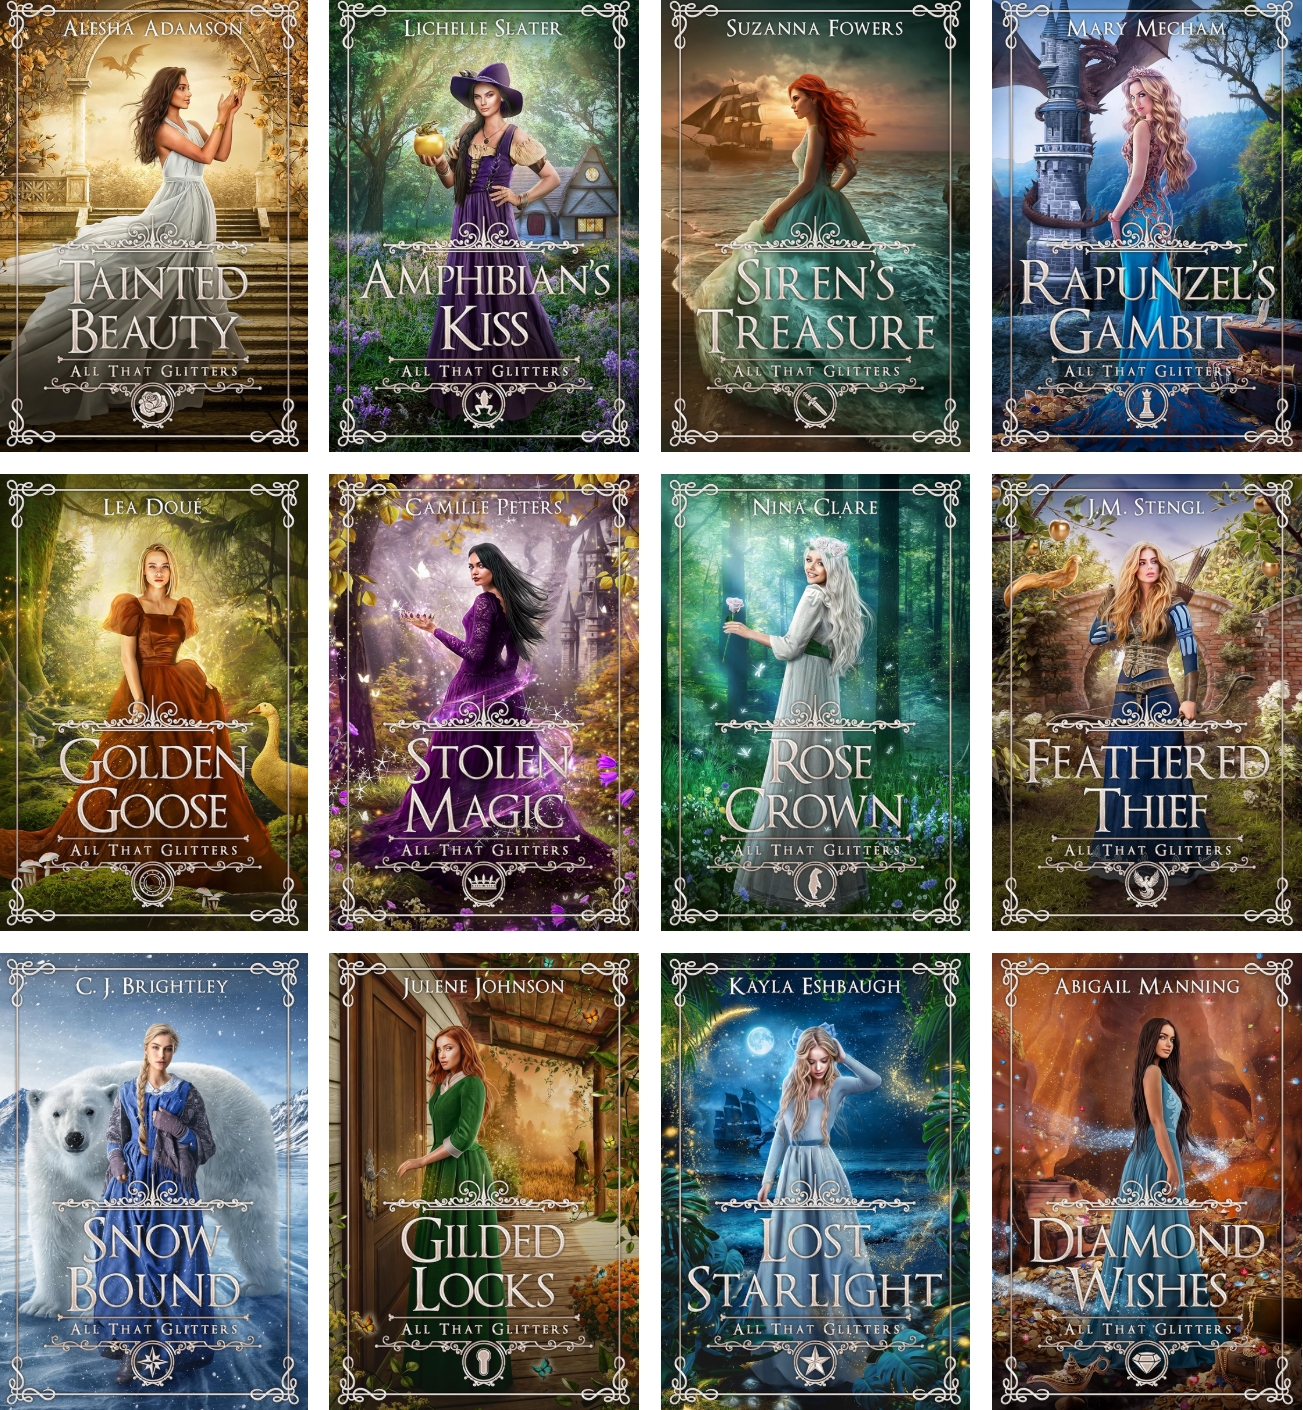 Alesha Adamson
Tainted
Beauty
All That Glitters
Lichelle Slater
Amphibian's
Kiss
All That Glitters
Suzanna Fowers
Siren's
Treasure
All That Glitters
Mary Mecham
Rapunzel's
Gambit
All That Glitters
Lea Doué
Golden
Goose
All That Glitters
Camille Peters
Stolen
Magic
All That Glitters
Nina Clare
Rose
Crown
All That Glitters
J.M. Stengl
Feathered
Thief
All That Glitters
C. J. Brightley
Snow
Bound
All That Glitters
Julene Johnson
Gilded
Locks
All That Glitters
Kayla Eshbaugh
Lost
Starlight
All That Glitters
Abigail Manning
Diamond
Wishes
All That Glitters